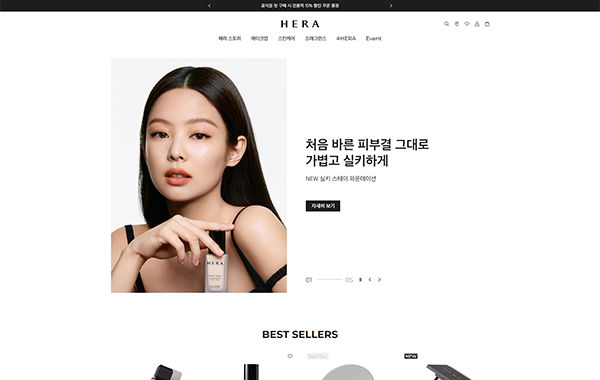 공식몰 첫 구매 시 전품목 15% 할인 쿠폰 증정
HERA
헤라 스토리 메이크업 스킨케어 프래그런스 #HERA Event
처음 바른 피부결 그대로
가볍고 실키하게
NEW 실키 스테이 파운데이션
자세히 보기
HERA
01 05
BEST SELLERS
Sold Out
NEW